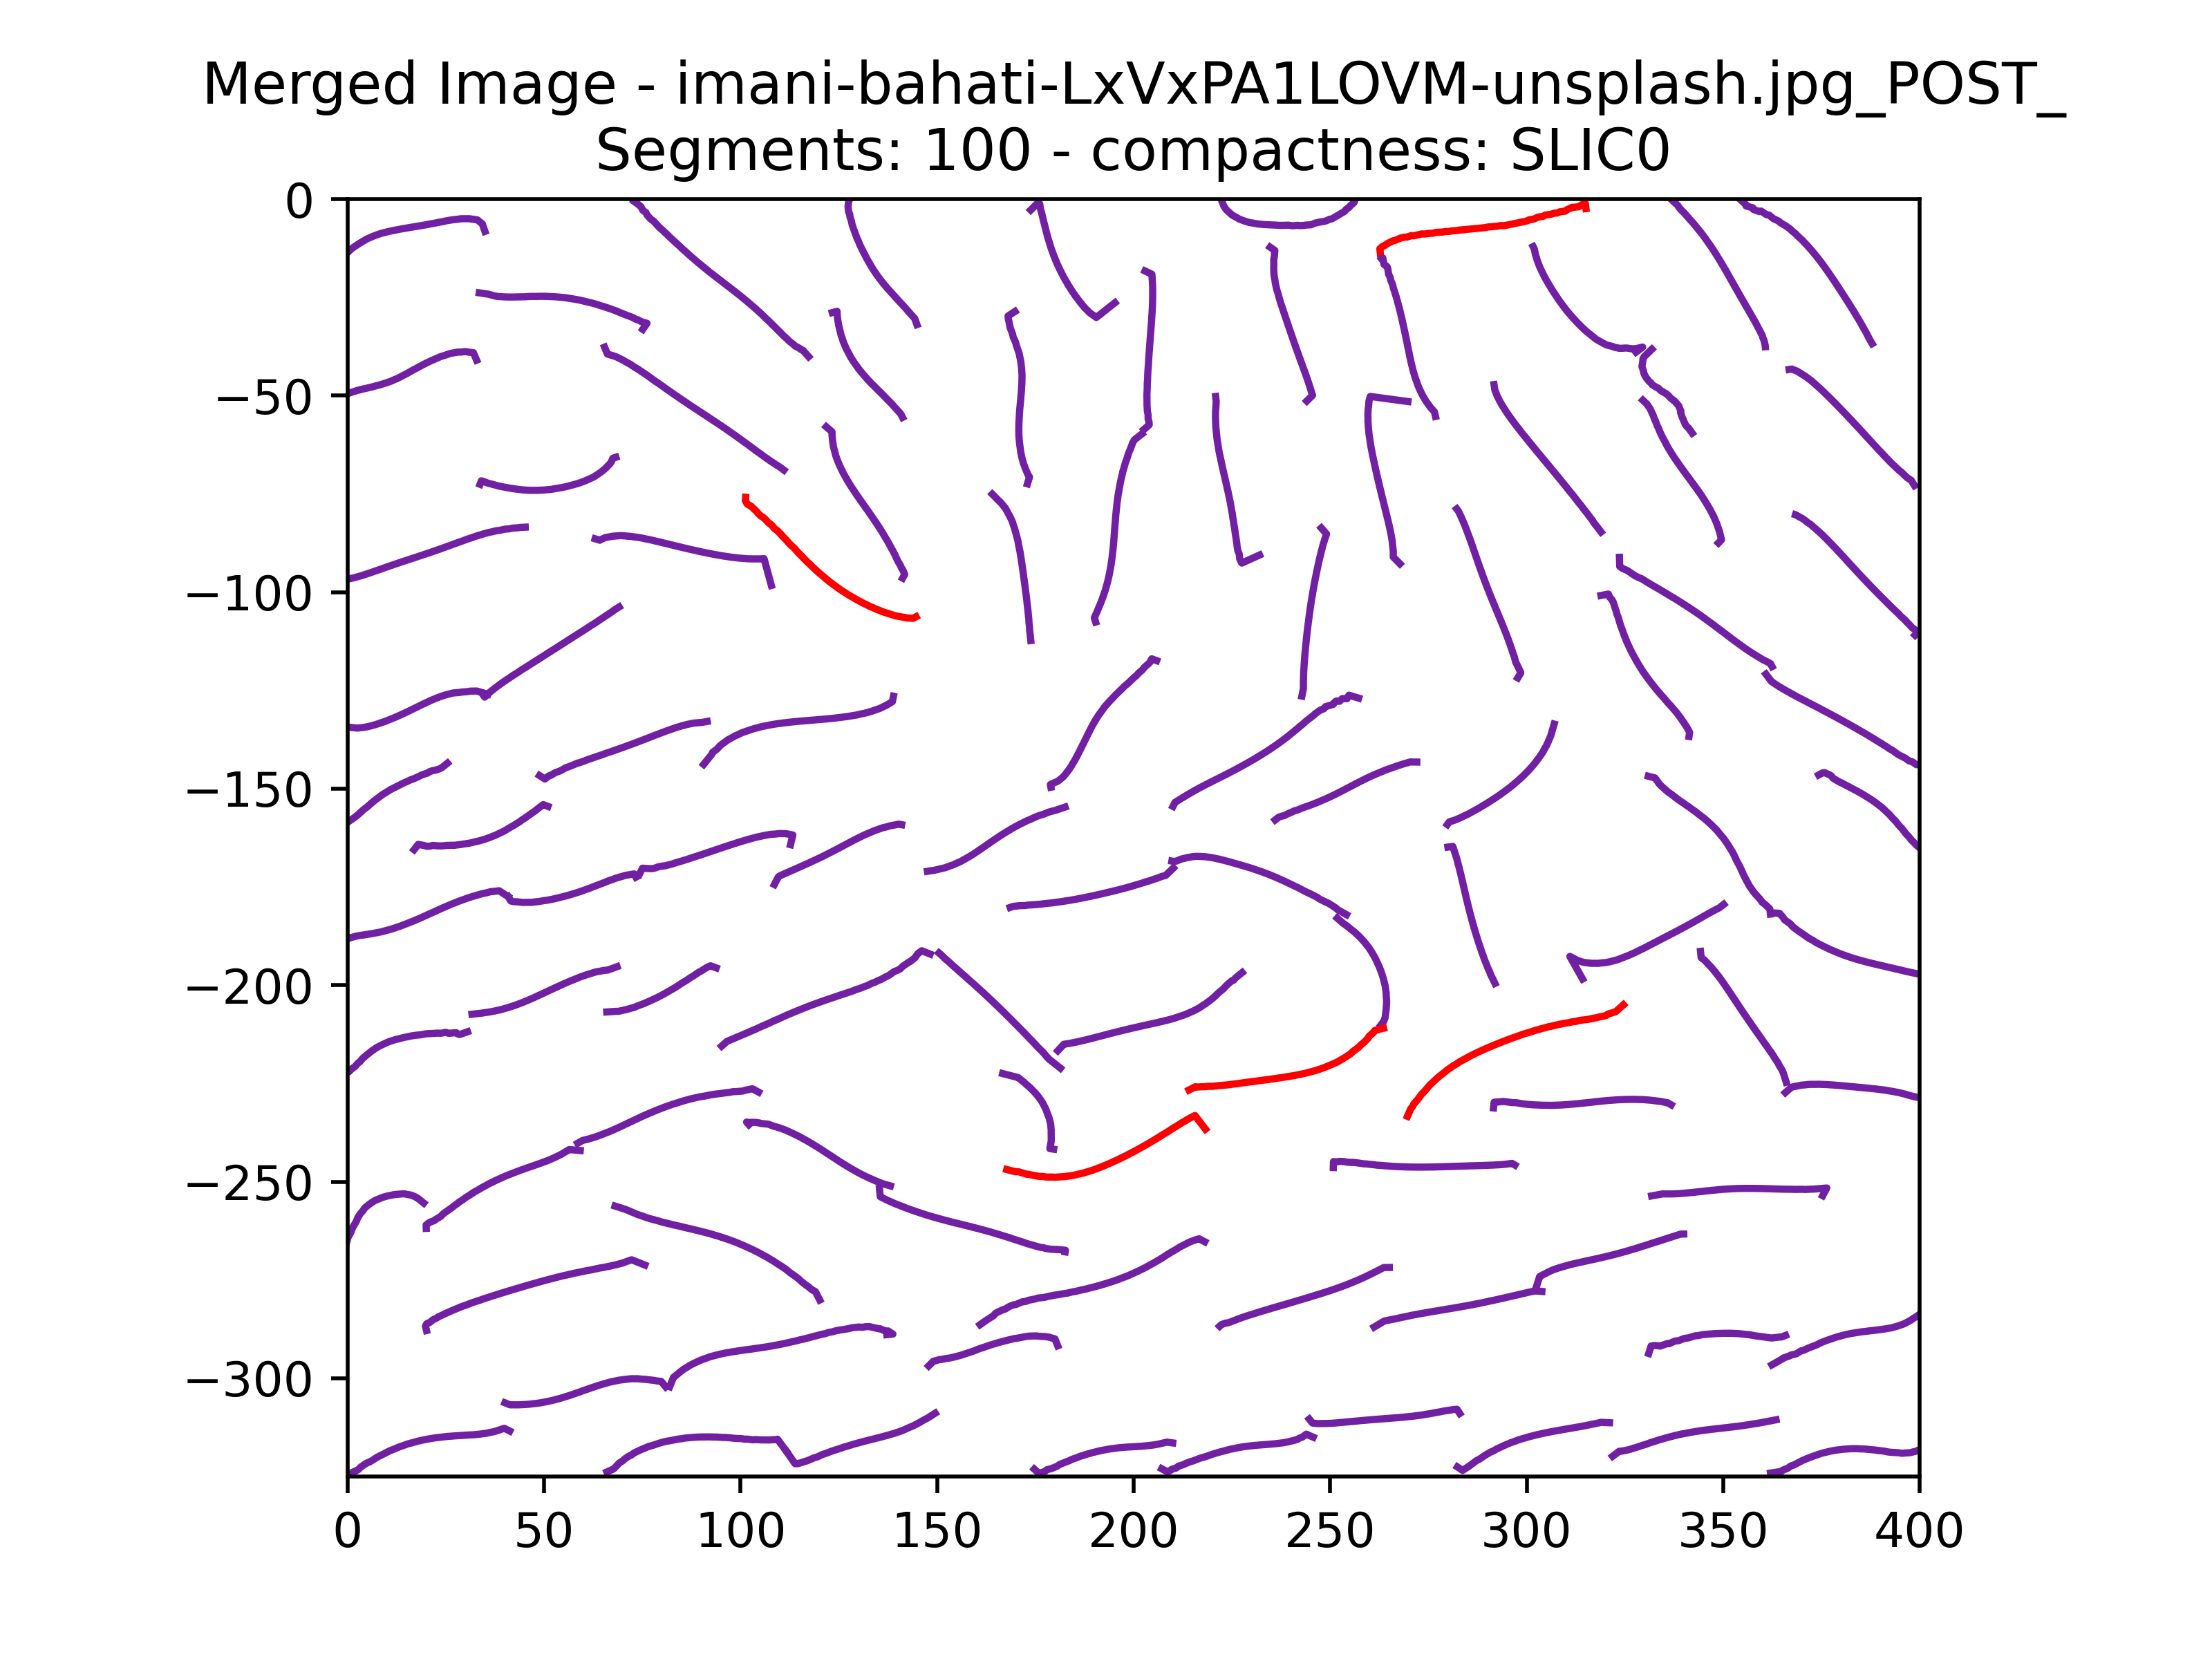 Merged Image - imani-bahati-LxVxPA1LOVM-unsplash.jpg_POST_
Segments: 100 - compactness: SLIC0
0
−50
−100
−150
−200
−250
−300
0 50 100 150 200 250 300 350 400